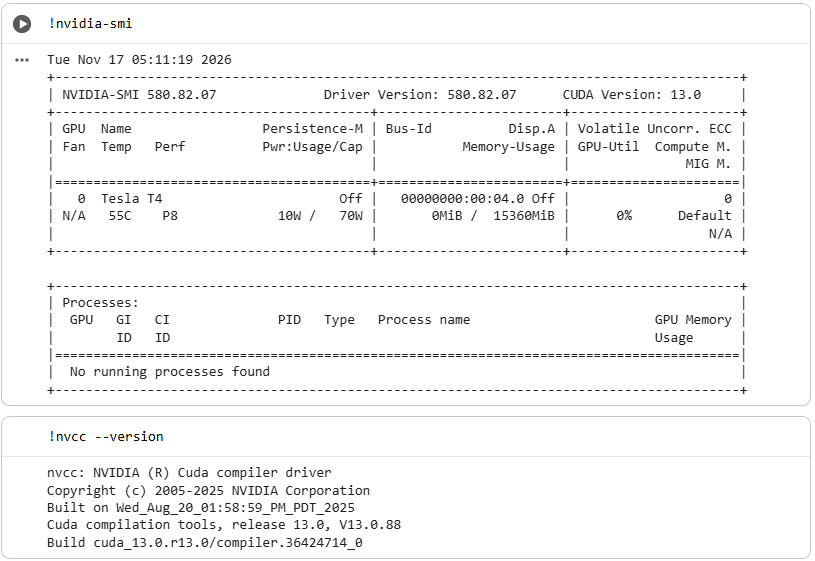 !nvidia-smi
Tue Nov 17 05:11:19 2026
+-----------------------------------------------------------------------------------------+
| NVIDIA-SMI 580.82.07              Driver Version: 580.82.07      CUDA Version: 13.0     |
+-----------------------------------------+------------------------+----------------------+
| GPU  Name                 Persistence-M | Bus-Id          Disp.A | Volatile Uncorr. ECC |
| Fan  Temp   Perf          Pwr:Usage/Cap |           Memory-Usage | GPU-Util  Compute M. |
|                                         |                        |               MIG M. |
|=========================================+========================+======================|
|   0  Tesla T4                       Off |   00000000:00:04.0 Off |                    0 |
| N/A   55C    P8             10W /   70W |       0MiB /  15360MiB |      0%      Default |
|                                         |                        |                  N/A |
+-----------------------------------------+------------------------+----------------------+
+-----------------------------------------------------------------------------------------+
| Processes:                                                                              |
|  GPU   GI   CI              PID   Type   Process name                        GPU Memory |
|        ID   ID                                                               Usage      |
|=========================================================================================|
|  No running processes found                                                             |
+-----------------------------------------------------------------------------------------+
!nvcc --version
nvcc: NVIDIA (R) Cuda compiler driver
Copyright (c) 2005-2025 NVIDIA Corporation
Built on Wed_Aug_20_01:58:59_PM_PDT_2025
Cuda compilation tools, release 13.0, V13.0.88
Build cuda_13.0.r13.0/compiler.36424714_0